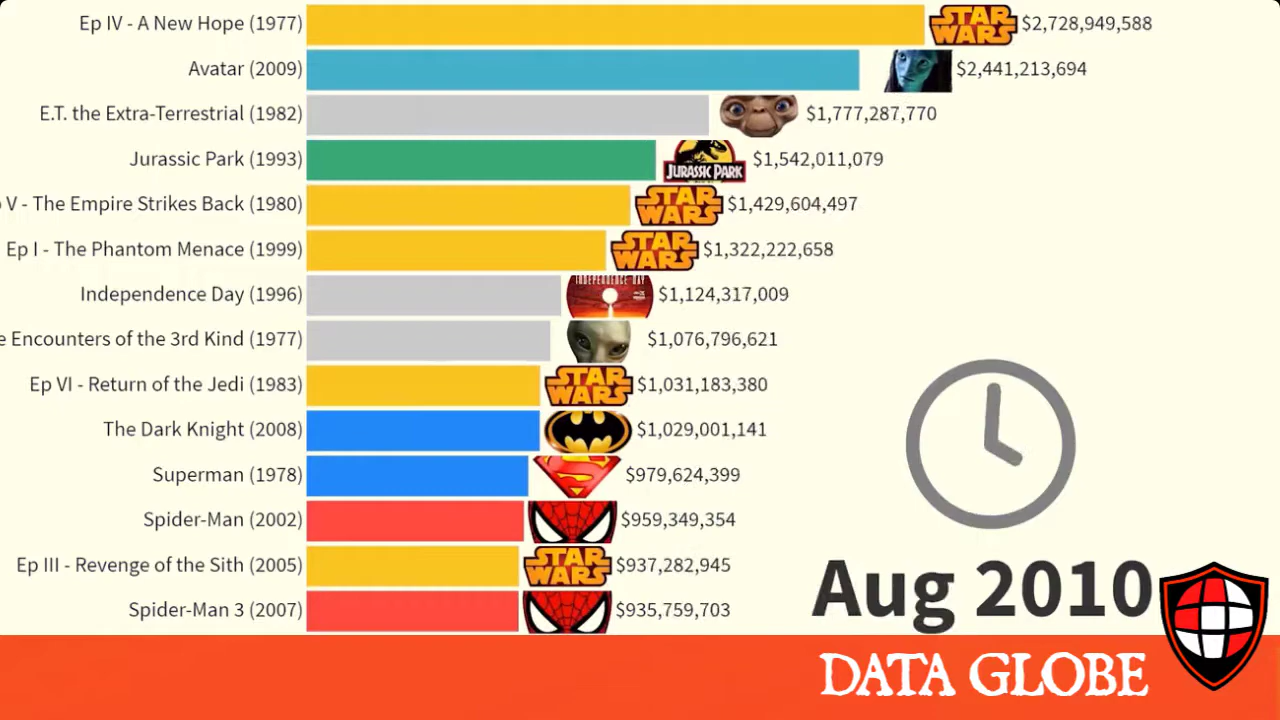 Ep IV - A New Hope (1977) STAR WARS $2,728,949,588
Avatar (2009) $2,441,213,694
E.T. the Extra-Terrestrial (1982) $1,777,287,770
Jurassic Park (1993) JURASSIC PARK $1,542,011,079
V - The Empire Strikes Back (1980) STAR WARS $1,429,604,497
Ep I - The Phantom Menace (1999) STAR WARS $1,322,222,658
Independence Day (1996) INDEPENDENCE DAY $1,124,317,009
Encounters of the 3rd Kind (1977) $1,076,796,621
Ep VI - Return of the Jedi (1983) STAR WARS $1,031,183,380
The Dark Knight (2008) $1,029,001,141
Superman (1978) $979,624,399
Spider-Man (2002) $959,349,354
Ep III - Revenge of the Sith (2005) STAR WARS $937,282,945
Spider-Man 3 (2007) $935,759,703
Aug 2010
DATA GLOBE